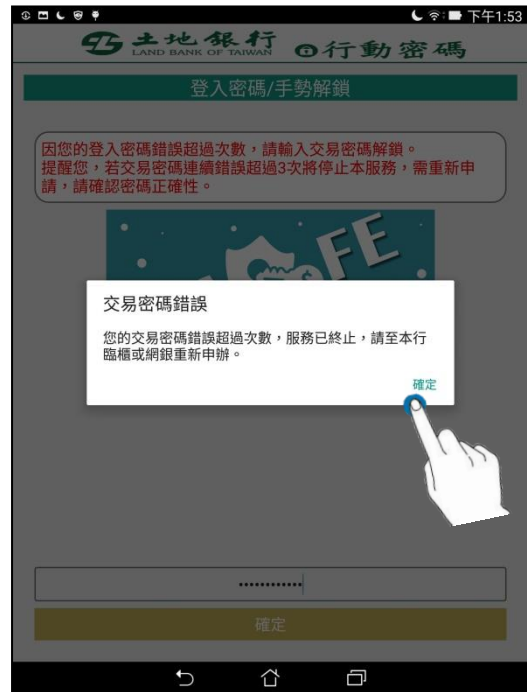 下午1:53
土地銀行
LAND BANK OF TAIWAN
行動密碼
登入密碼/手勢解鎖
因您的登入密碼錯誤超過次數，請輸入交易密碼解鎖。
提醒您，若交易密碼連續錯誤超過3次將停止本服務，需重新申
請，請確認密碼正確性。
FE
交易密碼錯誤
您的交易密碼錯誤超過次數，服務已終止，請至本行
臨櫃或網銀重新申辦。
確定
••••••••••••
確定